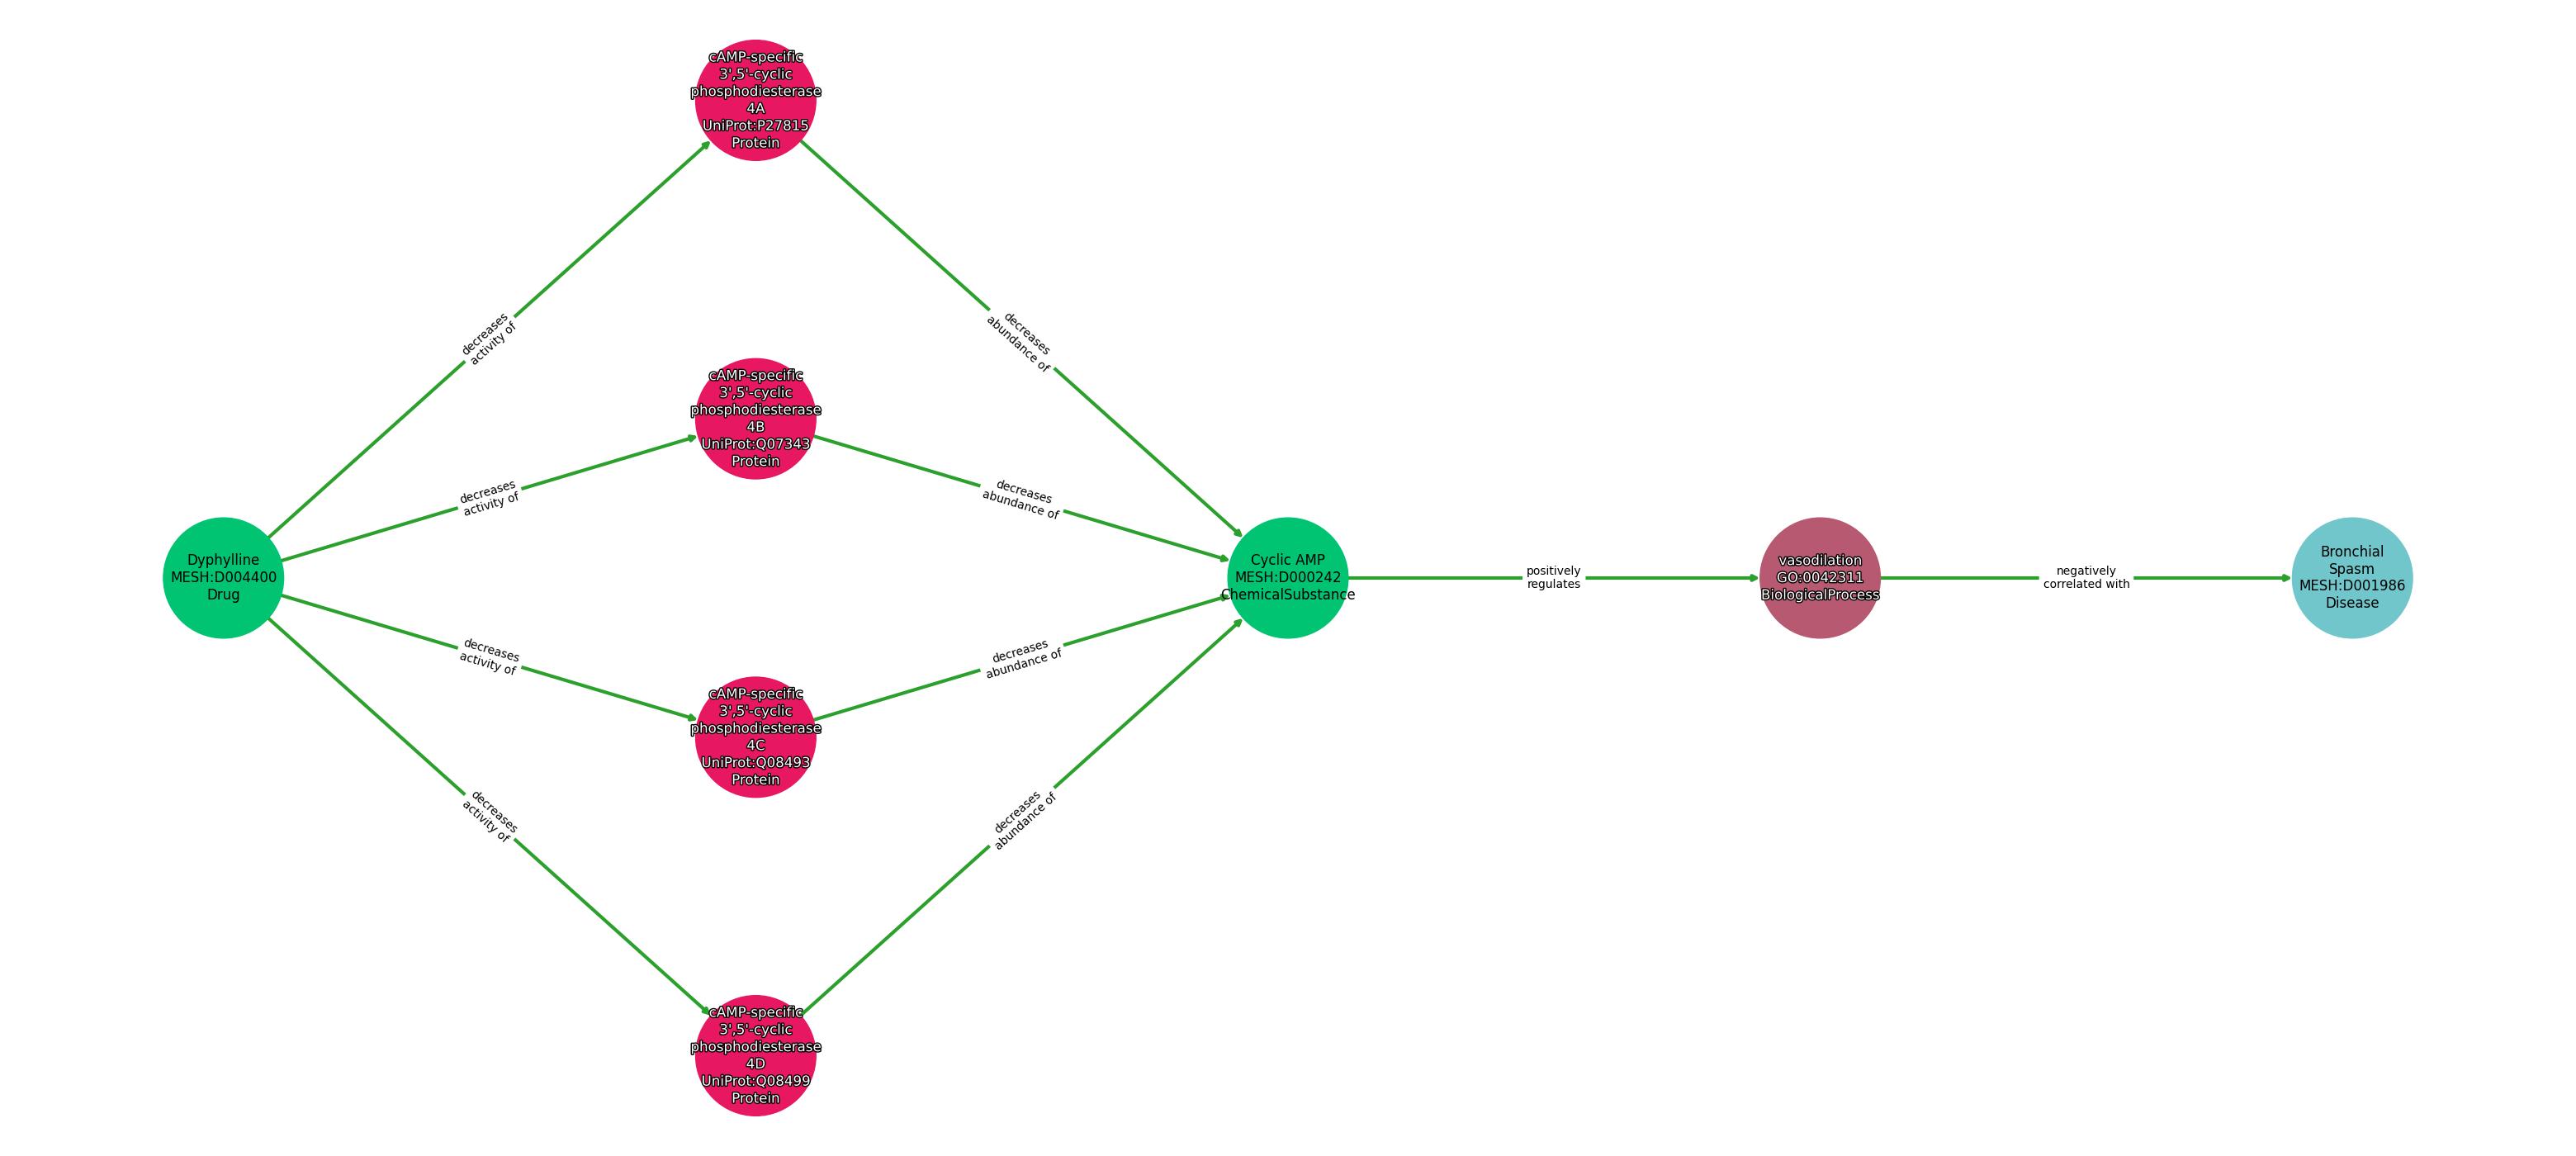 cAMP-specific
3',5'-cyclic
phosphodiesterase
4A
UniProt:P27815
Protein
decreases
activity of
decreases
abundance of
cAMP-specific
3',5'-cyclic
phosphodiesterase
4B
UniProt:Q07343
Protein
decreases
activity of
decreases
abundance of
Dyphylline
MESH:D004400
Drug
Cyclic AMP
MESH:D000242
ChemicalSubstance
positively
regulates
vasodilation
GO:0042311
BiologicalProcess
negatively
correlated with
Bronchial
Spasm
MESH:D001986
Disease
decreases
activity of
decreases
abundance of
cAMP-specific
3',5'-cyclic
phosphodiesterase
4C
UniProt:Q08493
Protein
decreases
activity of
decreases
abundance of
cAMP-specific
3',5'-cyclic
phosphodiesterase
4D
UniProt:Q08499
Protein